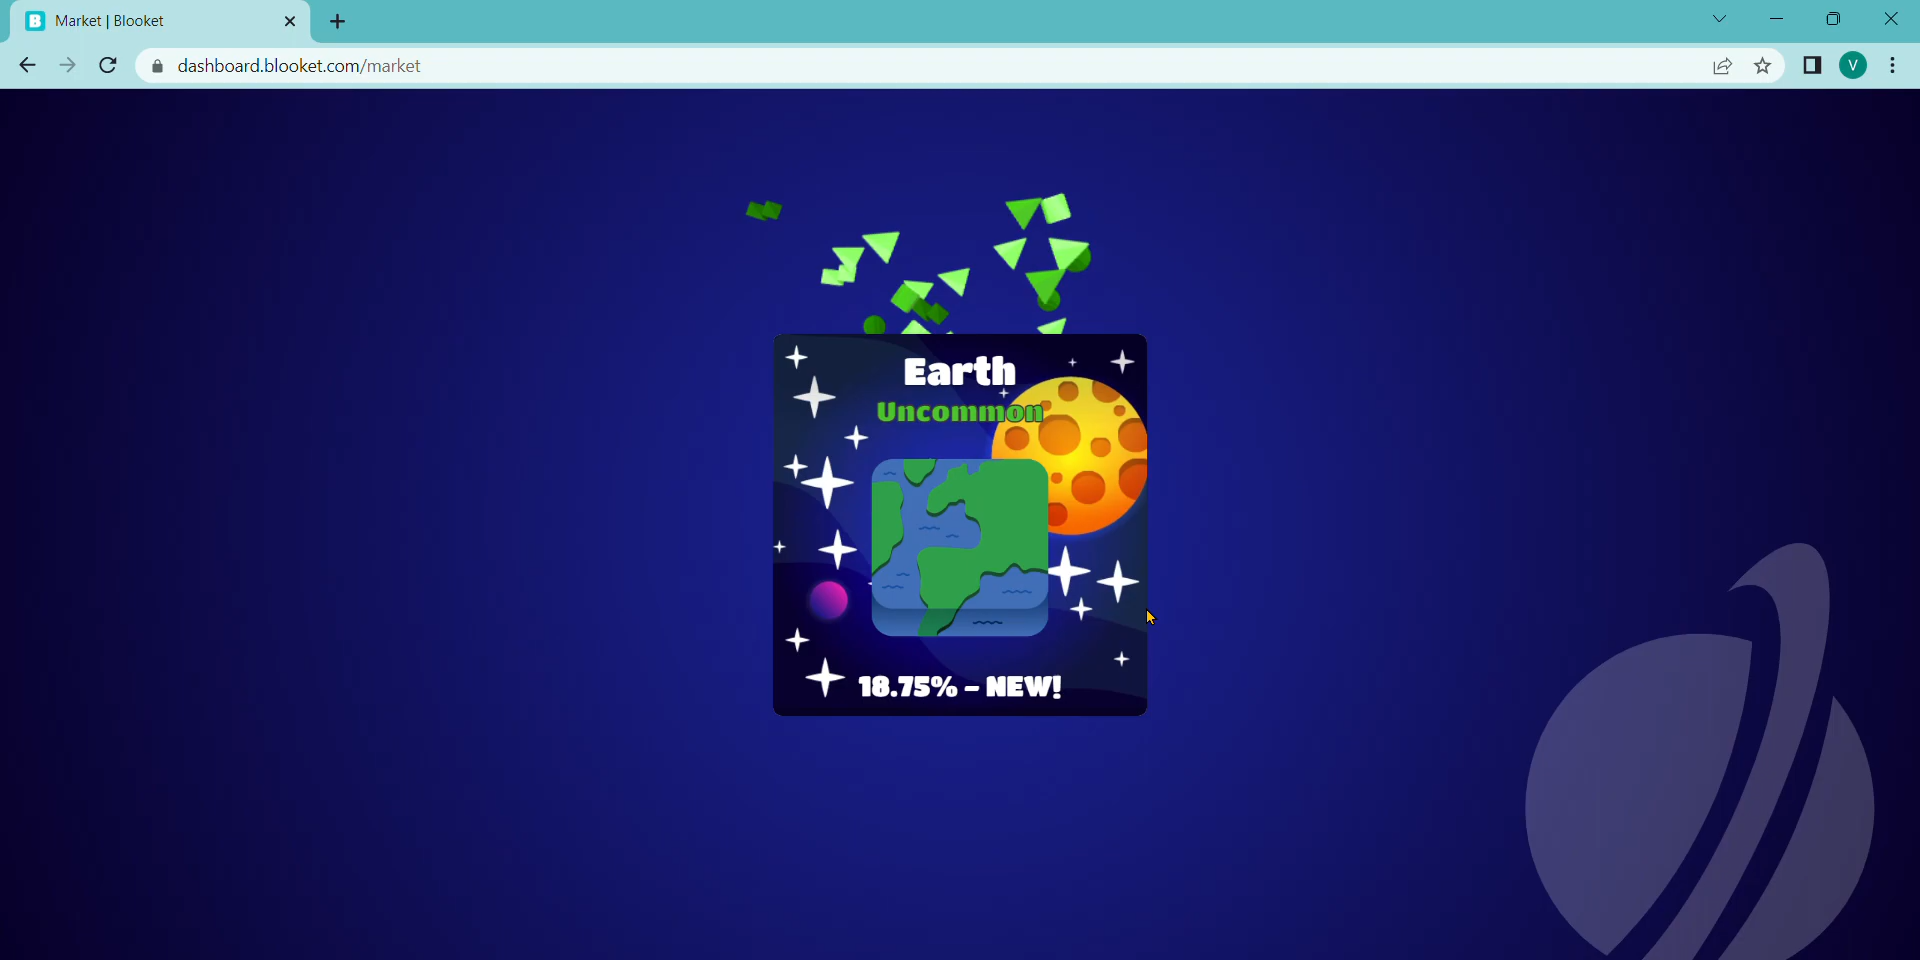 B Market | Blooket
dashboard.blooket.com/market
V
Earth
Uncommon
18.75% – NEW!